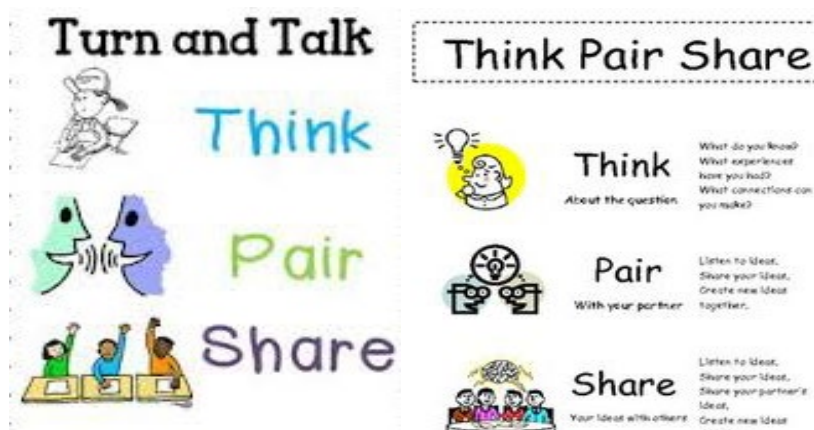 Turn and Talk
Think
Pair
Share
Think Pair Share
Think
About the question
What do you know?
What experiences
have you had?
What connections can
you make?
Pair
With your partner
Listen to ideas,
Share your ideas,
Create new ideas
together.
Share
Your ideas with others
Listen to ideas,
Share your ideas,
Share your partner's
ideas,
Create new ideas